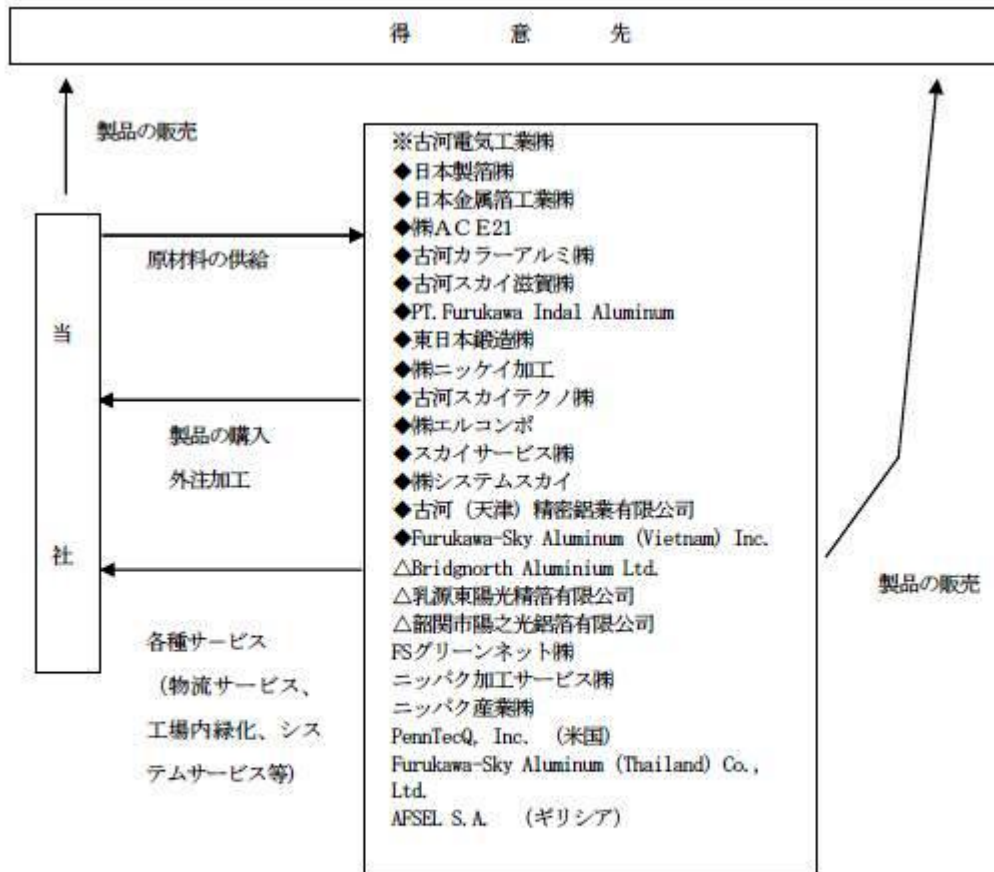 得 意 先
製品の販売
※古河電気工業㈱
◆日本製箔㈱
◆日本金属箔工業㈱
◆㈱ＡＣＥ21
◆古河カラーアルミ㈱
◆古河スカイ滋賀㈱
◆PT.Furukawa Indal Aluminum
◆東日本鍛造㈱
◆㈱ニッケイ加工
◆古河スカイテクノ㈱
◆㈱エルコンポ
◆スカイサービス㈱
◆㈱システムスカイ
◆古河（天津）精密鋁業有限公司
◆Furukawa-Sky Aluminum (Vietnam) Inc.
△Bridgnorth Aluminium Ltd.
△乳源東陽光精箔有限公司
△韶関市陽之光鋁箔有限公司
FSグリーンネット㈱
ニッパク加工サービス㈱
ニッパク産業㈱
PennTecQ, Inc. （米国）
Furukawa-Sky Aluminum (Thailand) Co.,
Ltd.
AFSEL S.A. （ギリシア）
原材料の供給
当
社
製品の購入
外注加工
各種サービス
（物流サービス、
工場内緑化、シス
テムサービス等）
製品の販売